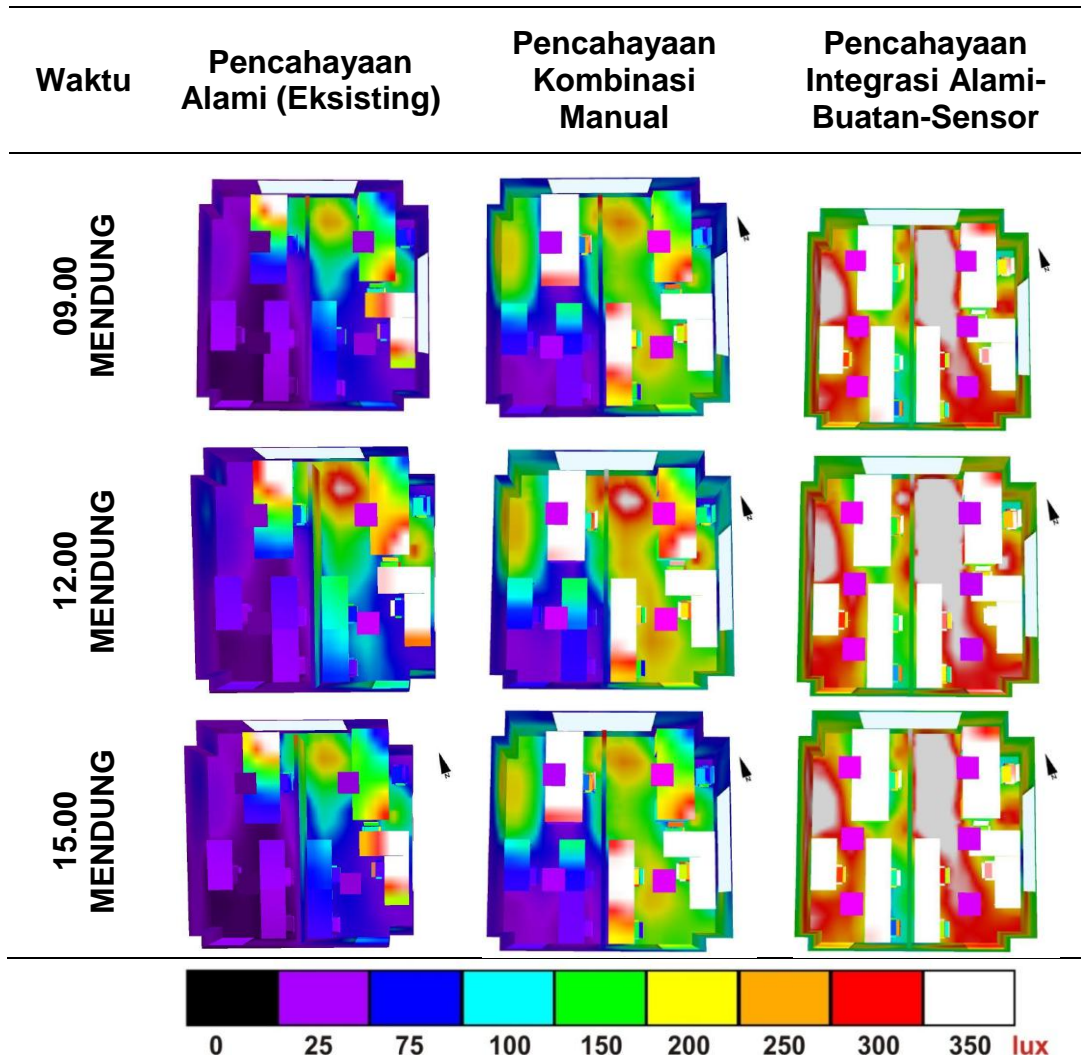 Waktu
Pencahayaan
Alami (Eksisting)
Pencahayaan
Kombinasi
Manual
Pencahayaan
Integrasi Alami-
Buatan-Sensor
09.00
MENDUNG
N
N
12.00
MENDUNG
N
N
15.00
MENDUNG
N
N
N
0 25 75 100 150 200 250 300 350 lux